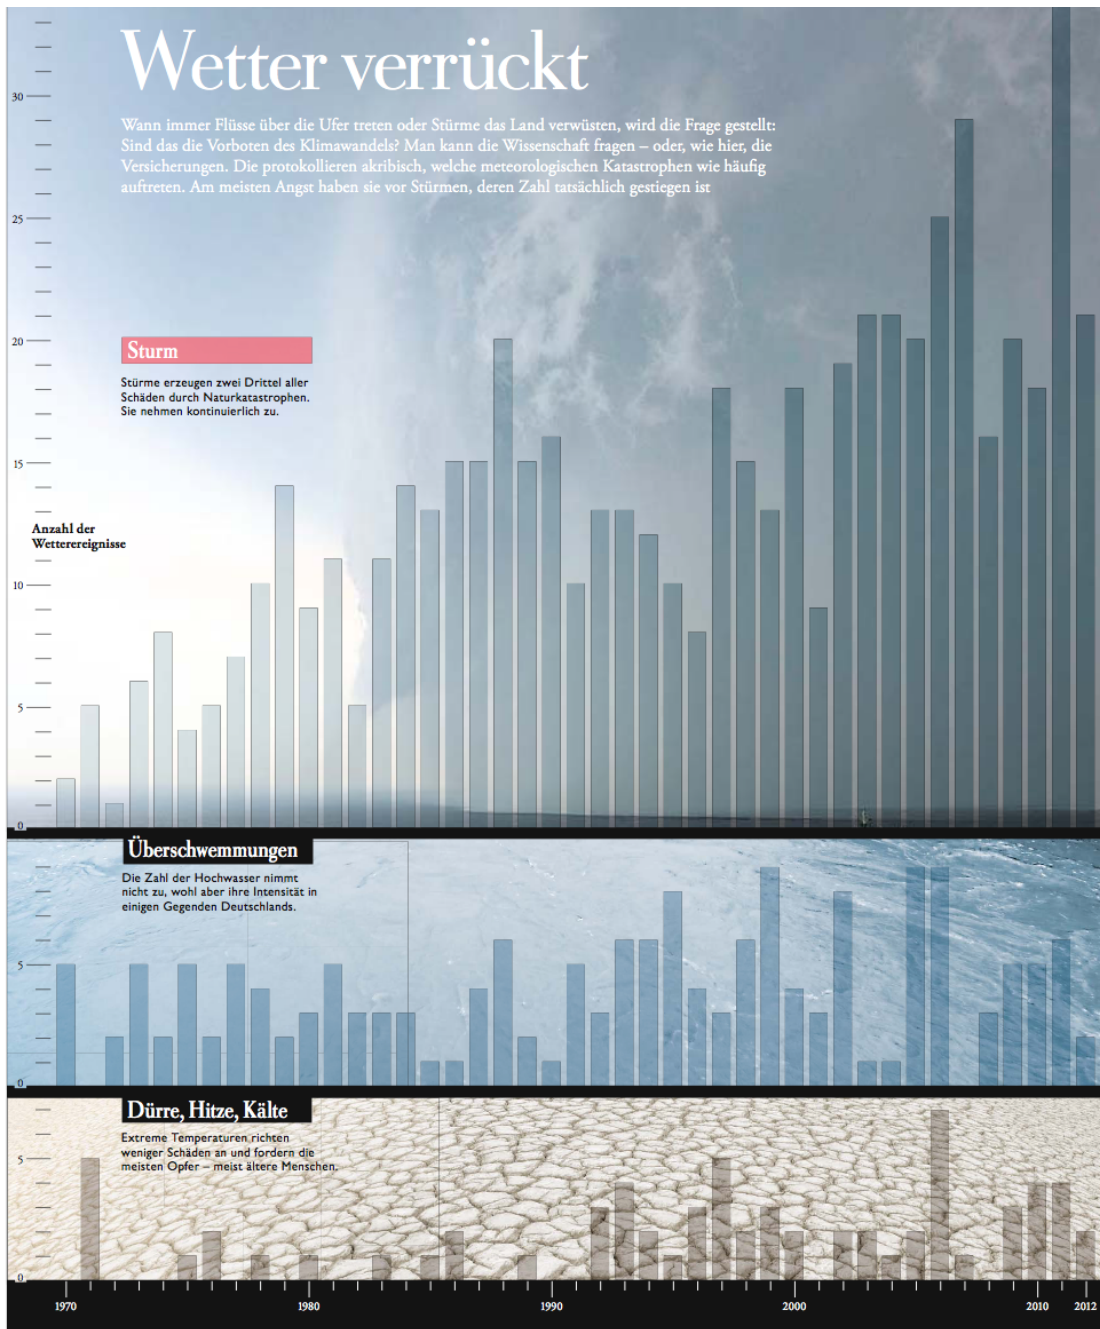 Wetter verrückt
30
Wann immer Flüsse über die Ufer treten oder Stürme das Land verwüsten, wird die Frage gestellt:
Sind das die Vorboten des Klimawandels? Man kann die Wissenschaft fragen – oder, wie hier, die
Versicherungen. Die protokollieren akribisch, welche meteorologischen Katastrophen wie häufig
auftreten. Am meisten Angst haben sie vor Stürmen, deren Zahl tatsächlich gestiegen ist
25
20
Sturm
Stürme erzeugen zwei Drittel aller
Schäden durch Naturkatastrophen.
Sie nehmen kontinuierlich zu.
15
Anzahl der
Wetterereignisse
10
5
0
Überschwemmungen
Die Zahl der Hochwasser nimmt
nicht zu, wohl aber ihre Intensität in
einigen Gegenden Deutschlands.
5
0
Dürre, Hitze, Kälte
Extreme Temperaturen richten
weniger Schäden an und fordern die
meisten Opfer – meist ältere Menschen.
5
0
1970 1980 1990 2000 2010 2012